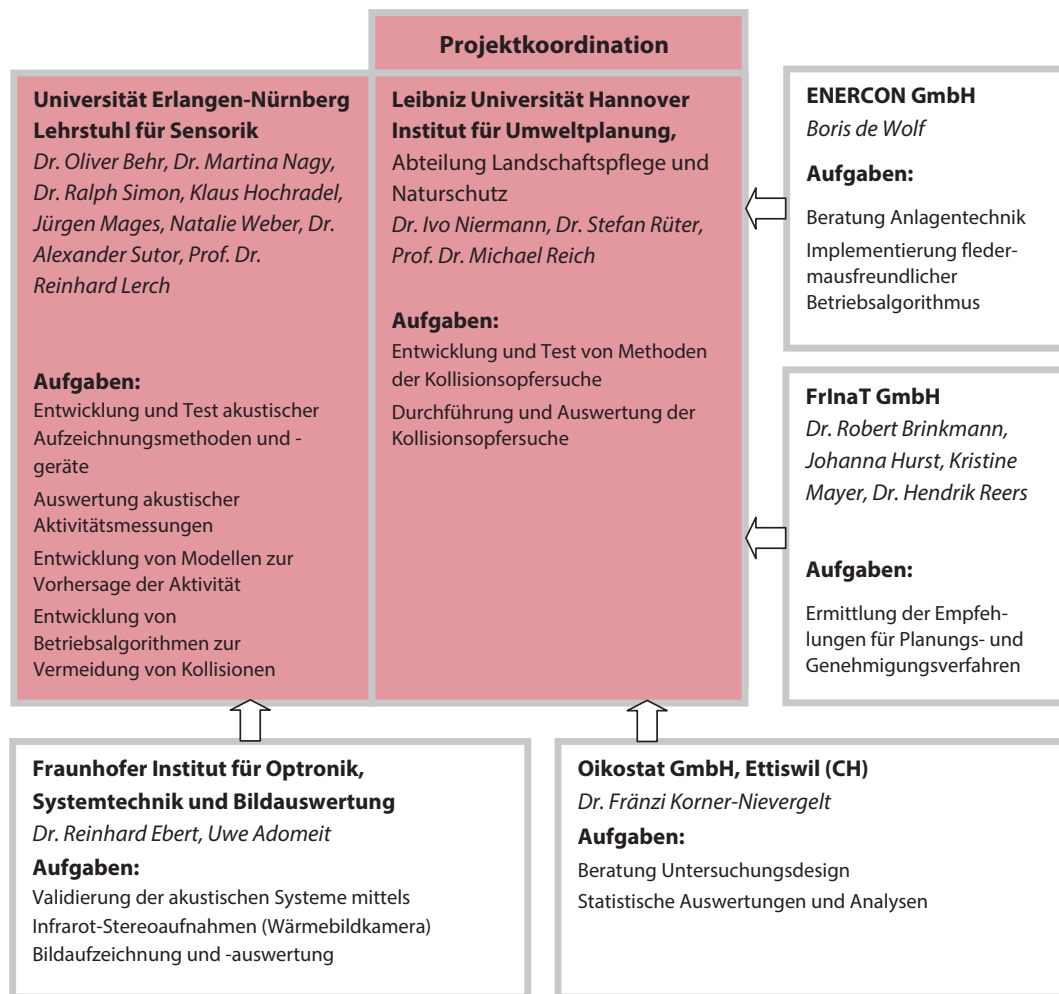 Projektkoordination
Universität Erlangen-Nürnberg
Lehrstuhl für Sensorik
Dr. Oliver Behr, Dr. Martina Nagy,
Dr. Ralph Simon, Klaus Hochradel,
Jürgen Mages, Natalie Weber, Dr.
Alexander Sutor, Prof. Dr.
Reinhard Lerch
Aufgaben:
Entwicklung und Test akustischer
Aufzeichnungsmethoden und -
geräte
Auswertung akustischer
Aktivitätsmessungen
Entwicklung von Modellen zur
Vorhersage der Aktivität
Entwicklung von
Betriebsalgorithmen zur
Vermeidung von Kollisionen
Leibniz Universität Hannover
Institut für Umweltplanung,
Abteilung Landschaftspflege und
Naturschutz
Dr. Ivo Niermann, Dr. Stefan Rüter,
Prof. Dr. Michael Reich
Aufgaben:
Entwicklung und Test von Methoden
der Kollisionsopfersuche
Durchführung und Auswertung der
Kollisionsopfersuche
ENERCON GmbH
Boris de Wolf
Aufgaben:
Beratung Anlagentechnik
Implementierung fleder-
mausfreundlicher
Betriebsalgorithmus
FrInaT GmbH
Dr. Robert Brinkmann,
Johanna Hurst, Kristine
Mayer, Dr. Hendrik Reers
Aufgaben:
Ermittlung der Empfeh-
lungen für Planungs- und
Genehmigungsverfahren
Fraunhofer Institut für Optronik,
Systemtechnik und Bildauswertung
Dr. Reinhard Ebert, Uwe Adomeit
Aufgaben:
Validierung der akustischen Systeme mittels
Infrarot-Stereoaufnahmen (Wärmebildkamera)
Bildaufzeichnung und -auswertung
Oikostat GmbH, Ettiswil (CH)
Dr. Fränzi Korner-Nievergelt
Aufgaben:
Beratung Untersuchungsdesign
Statistische Auswertungen und Analysen